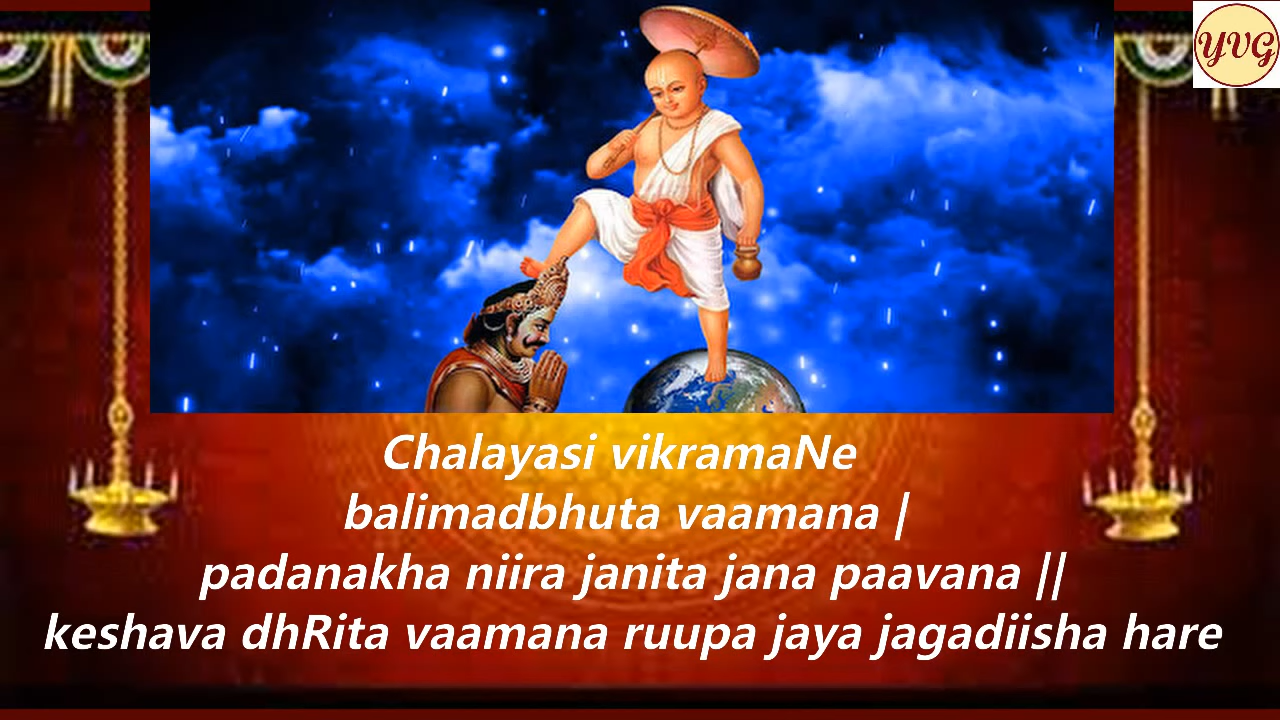 YVG
Chalayasi vikramaNe
balimadbhuta vaamana |
padanakha niira janita jana paavana ||
keshava dhRita vaamana ruupa jaya jagadiisha hare